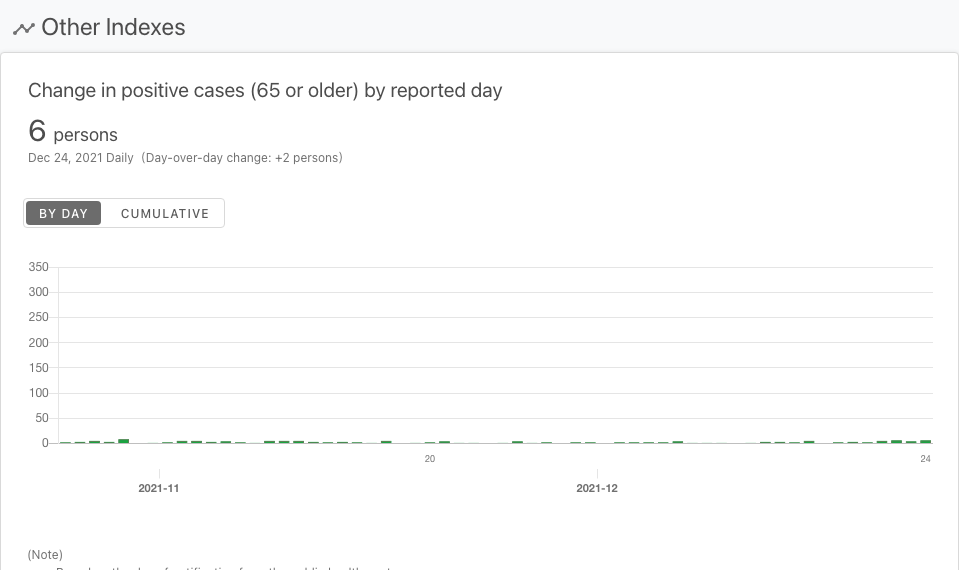 Other Indexes
Change in positive cases (65 or older) by reported day
6 persons
Dec 24, 2021 Daily (Day-over-day change: +2 persons)
BY DAY CUMULATIVE
350
300
250
200
150
100
50
0
20 24
2021-11 2021-12
(Note)